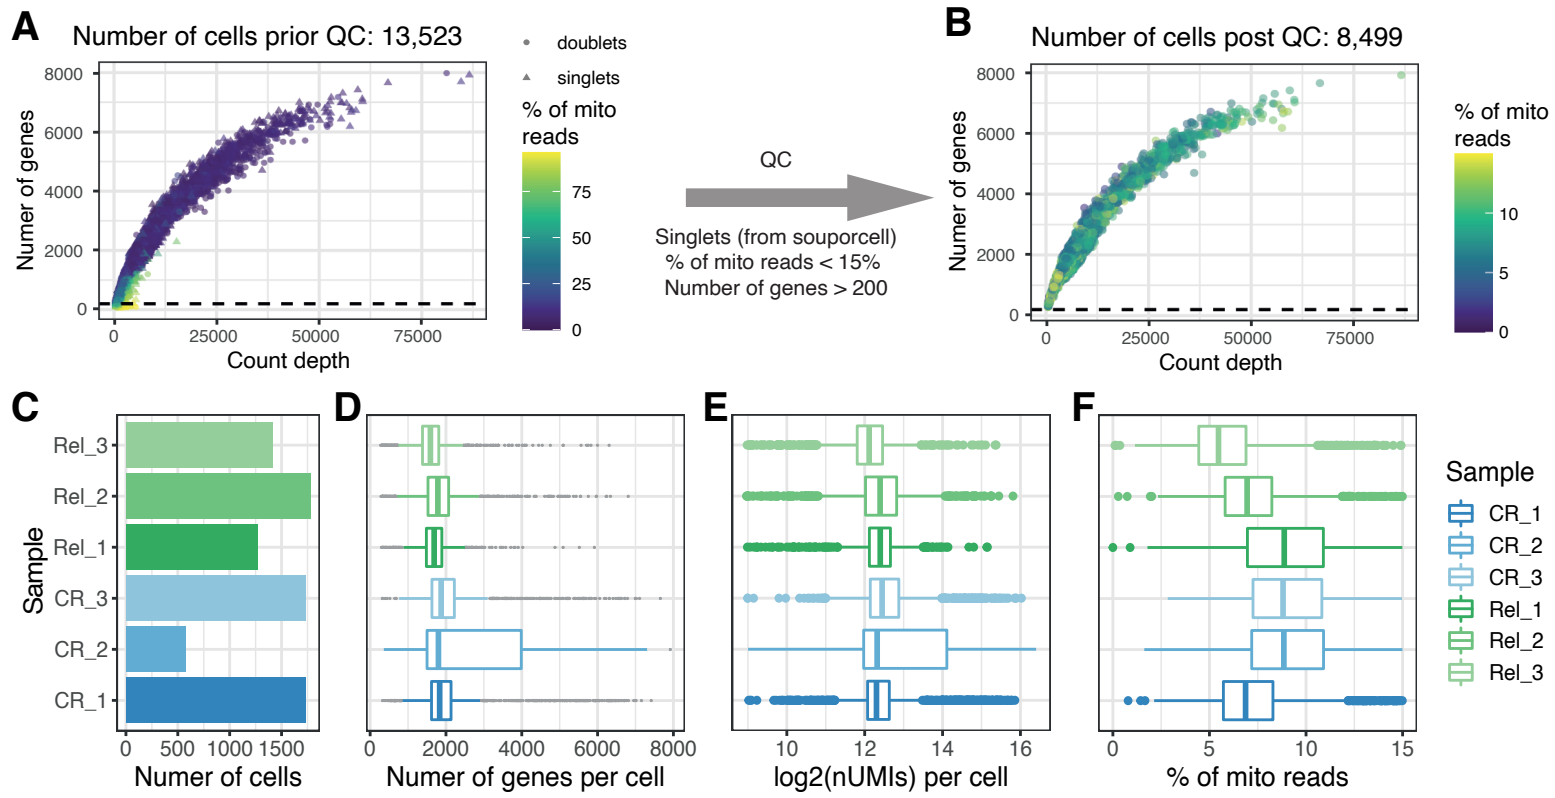 A
Number of cells prior QC: 13,523
doublets
singlets
% of mito
reads
75
50
25
0
Numer of genes
8000
6000
4000
2000
0
0
25000
50000
75000
Count depth
QC
Singlets (from souporcell)
% of mito reads < 15%
Number of genes > 200
B
Number of cells post QC: 8,499
Numer of genes
8000
6000
4000
2000
0
0
25000
50000
75000
Count depth
% of mito
reads
10
5
0
C
Sample
Rel_3
Rel_2
Rel_1
CR_3
CR_2
CR_1
0
500
1000
1500
Numer of cells
D
0
2000
4000
6000
8000
Numer of genes per cell
E
10
12
14
16
log2(nUMIs) per cell
F
0
5
10
15
% of mito reads
Sample
CR_1
CR_2
CR_3
Rel_1
Rel_2
Rel_3